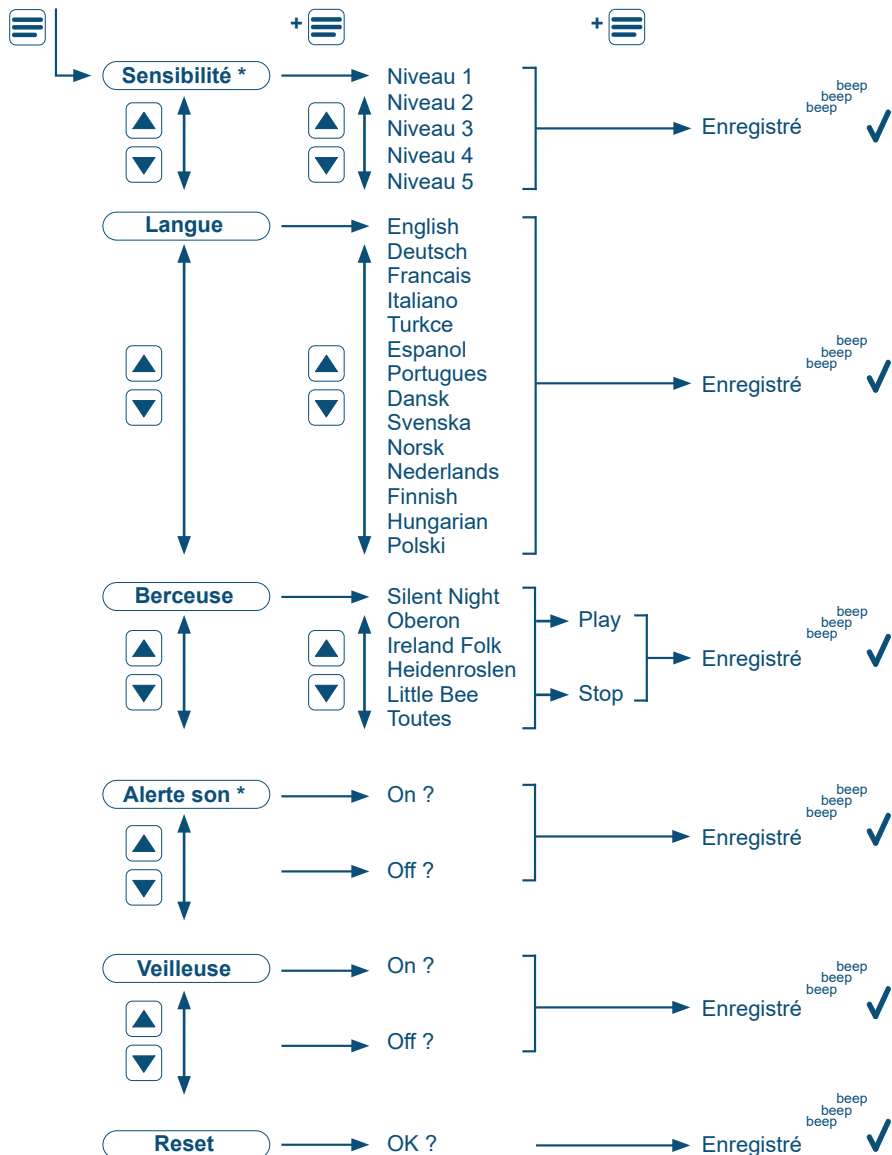 +
+
Sensibilité *
Niveau 1
Niveau 2
Niveau 3
Niveau 4
Niveau 5
Enregistré
beep
beep
beep
Langue
English
Deutsch
Francais
Italiano
Turkce
Espanol
Portugues
Dansk
Svenska
Norsk
Nederlands
Finnish
Hungarian
Polski
Enregistré
beep
beep
beep
Berceuse
Silent Night
Oberon
Ireland Folk
Heidenroslen
Little Bee
Toutes
Play
Stop
Enregistré
beep
beep
beep
Alerte son *
On ?
Off ?
Enregistré
beep
beep
beep
Veilleuse
On ?
Off ?
Enregistré
beep
beep
beep
Reset
OK ?
Enregistré
beep
beep
beep